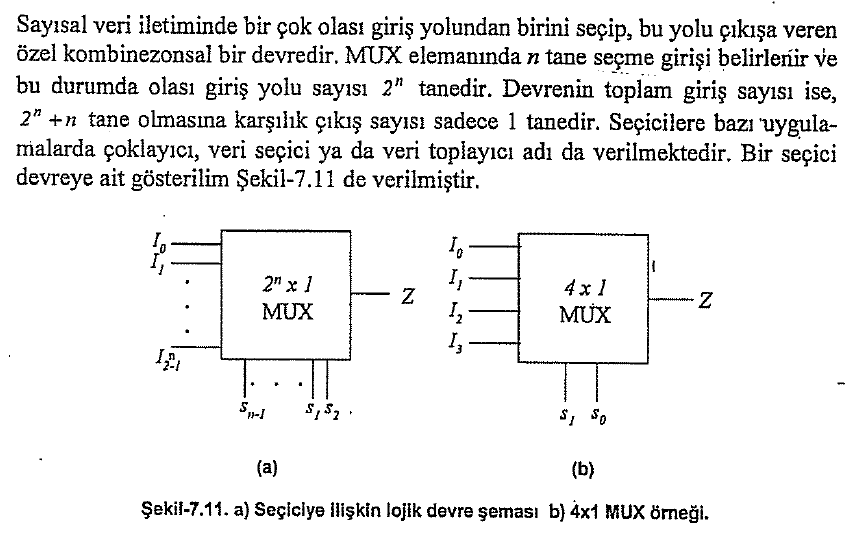 Sayısal veri iletiminde bir çok olası giriş yolundan birini seçip, bu yolu çıkışa veren
özel kombinezonsal bir devredir. MUX elemanında n tane seçme girişi belirlenir ve
bu durumda olası giriş yolu sayısı 2ⁿ tanedir. Devrenin toplam giriş sayısı ise,
2ⁿ +n tane olmasına karşılık çıkış sayısı sadece 1 tanedir. Seçicilere bazı uygula-
malarda çoklayıcı, veri seçici ya da veri toplayıcı adı da verilmektedir. Bir seçici
devreye ait gösterilim Şekil-7.11 de verilmiştir.
I₀
I₁
.
.
.
I₂ⁿ₋₁
2ⁿ x 1
MUX
Z
Sₙ₋₁ . . . S₁ S₂
(a)
I₀
I₁
I₂
I₃
4 x 1
MUX
Z
S₁ S₀
(b)
Şekil-7.11. a) Seçiciye ilişkin lojik devre şeması b) 4x1 MUX örneği.